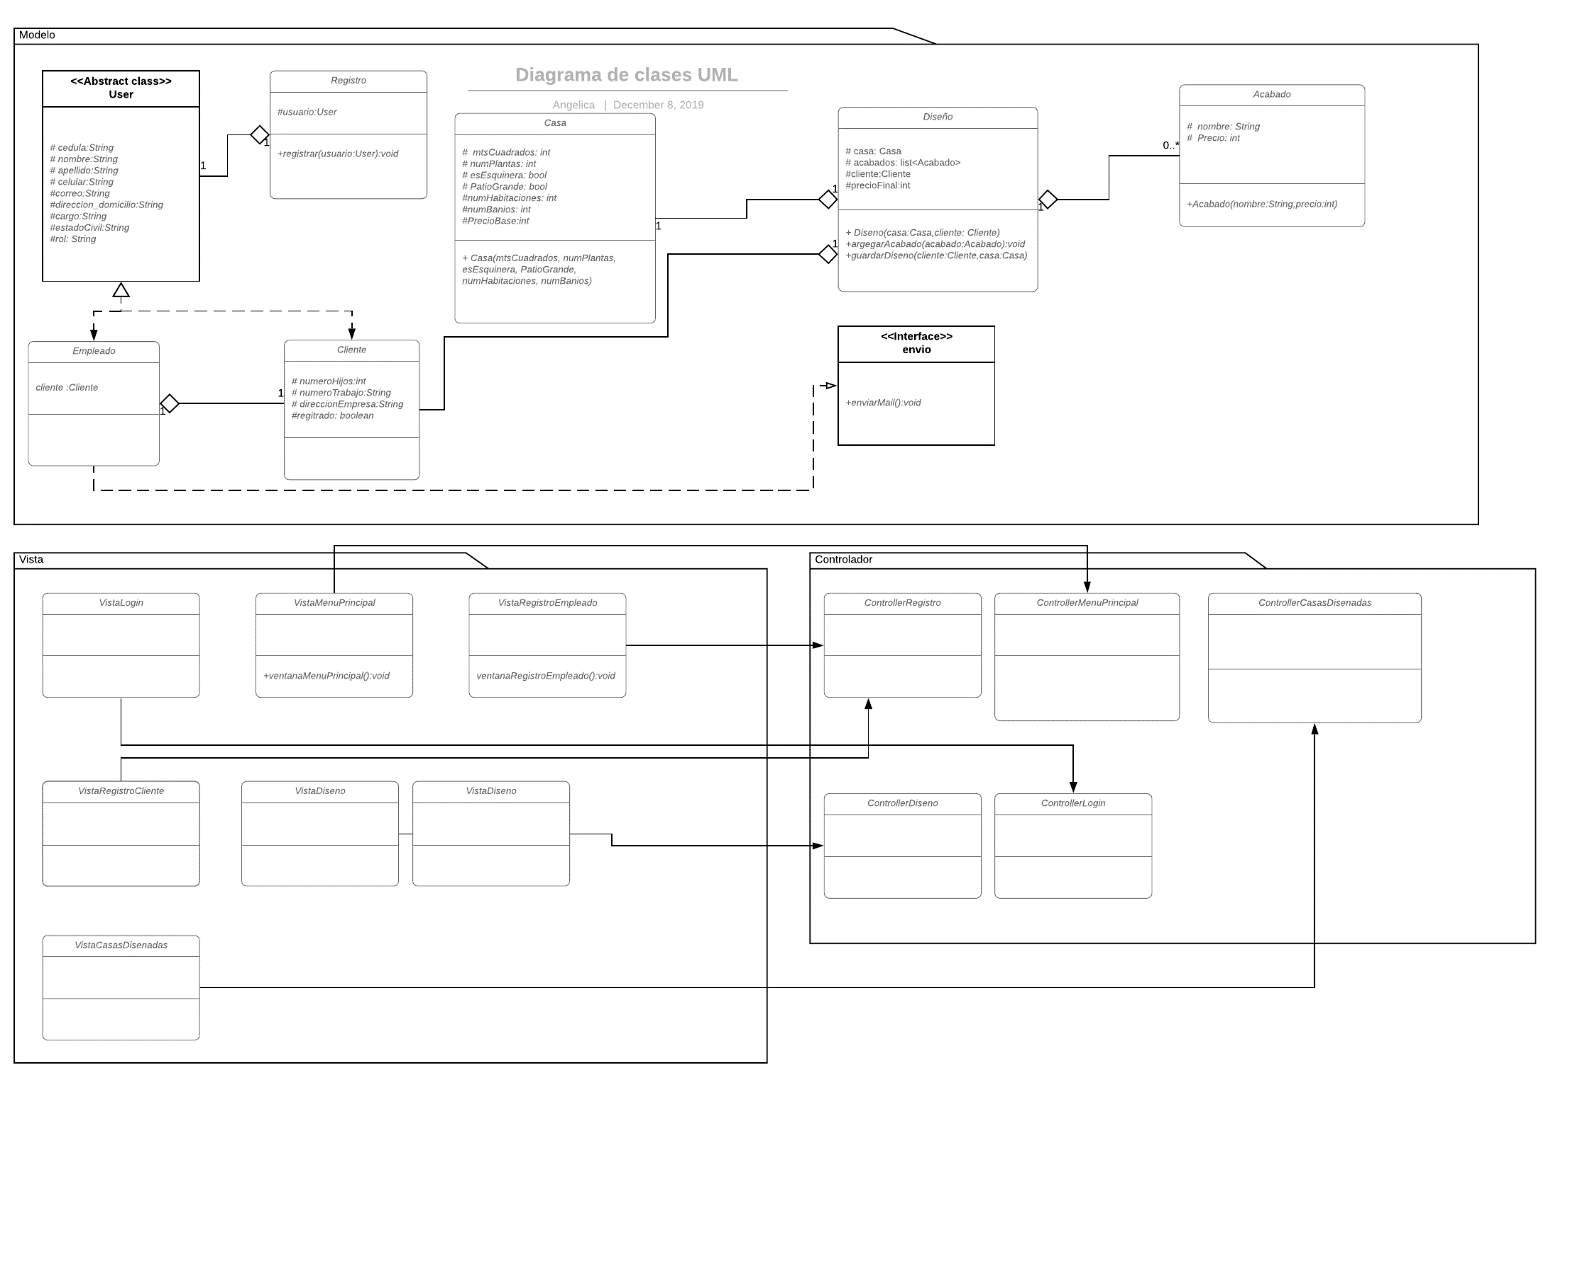 Modelo
<<Abstract class>>
User
# cedula:String
# nombre:String
# apellido:String
# celular:String
#correo:String
#direccion_domicilio:String
#cargo:String
#estadoCivil:String
#rol: String
1
Registro
#usuario:User
+registrar(usuario:User):void
1
Diagrama de clases UML
Angelica | December 8, 2019
Casa
# mtsCuadrados: int
# numPlantas: int
# esEsquinera: bool
# PatioGrande: bool
#numHabitaciones: int
#numBanios: int
#PrecioBase:int
+ Casa(mtsCuadrados, numPlantas,
esEsquinera, PatioGrande,
numHabitaciones, numBanios)
1
Diseño
# casa: Casa
# acabados: list<Acabado>
#cliente:Cliente
#precioFinal:int
+ Diseno(casa:Casa,cliente: Cliente)
+argegarAcabado(acabado:Acabado):void
+guardarDiseno(cliente:Cliente,casa:Casa)
1
1
1
0..*
Acabado
# nombre: String
# Precio: int
+Acabado(nombre:String,precio:int)
Empleado
cliente :Cliente
1
1
Cliente
# numeroHijos:int
# numeroTrabajo:String
# direccionEmpresa:String
#regitrado: boolean
<<Interface>>
envio
+enviarMail():void
Vista
VistaLogin
VistaMenuPrincipal
+ventanaMenuPrincipal():void
VistaRegistroEmpleado
ventanaRegistroEmpleado():void
VistaRegistroCliente
VistaDiseno
VistaDiseno
VistaCasasDisenadas
Controlador
ControllerRegistro
ControllerMenuPrincipal
ControllerCasasDisenadas
ControllerDiseno
ControllerLogin